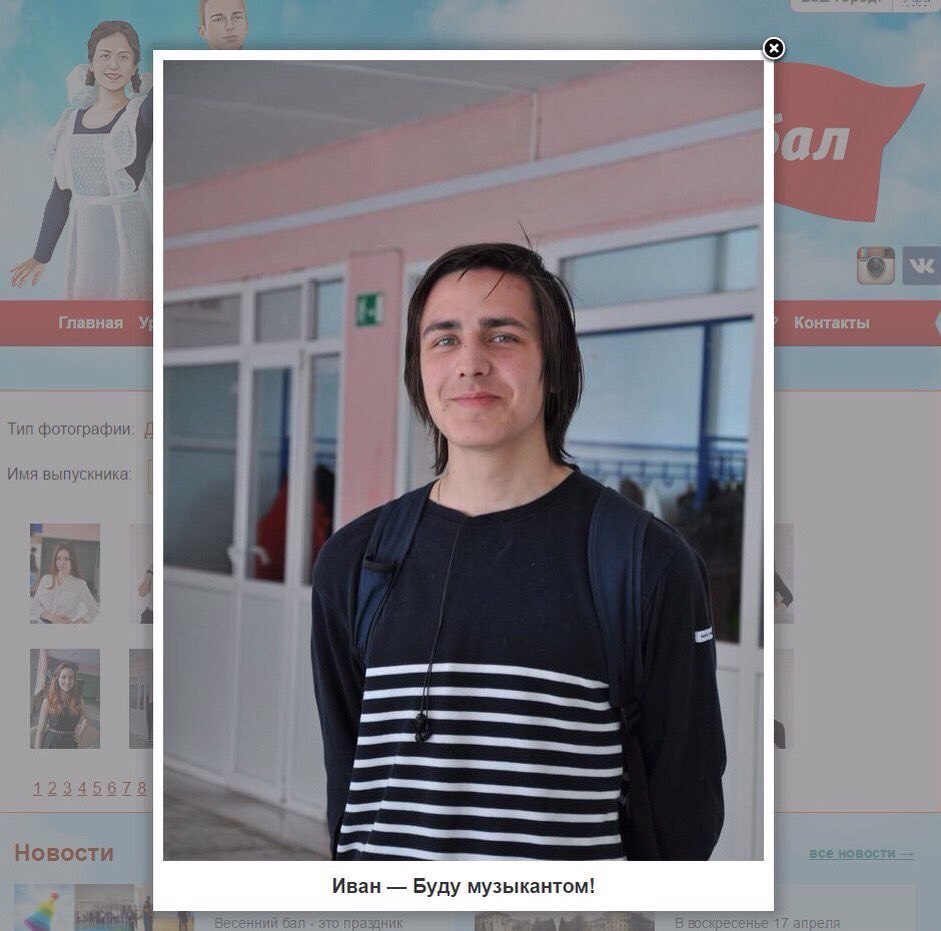 бал
Главная
Контакты
Тип фотографии:
Имя выпускника:
1 2 3 4 5 6 7 8
Иван — Буду музыкантом!
Новости
все новости →
Весенний бал - это праздник
В воскресенье 17 апреля